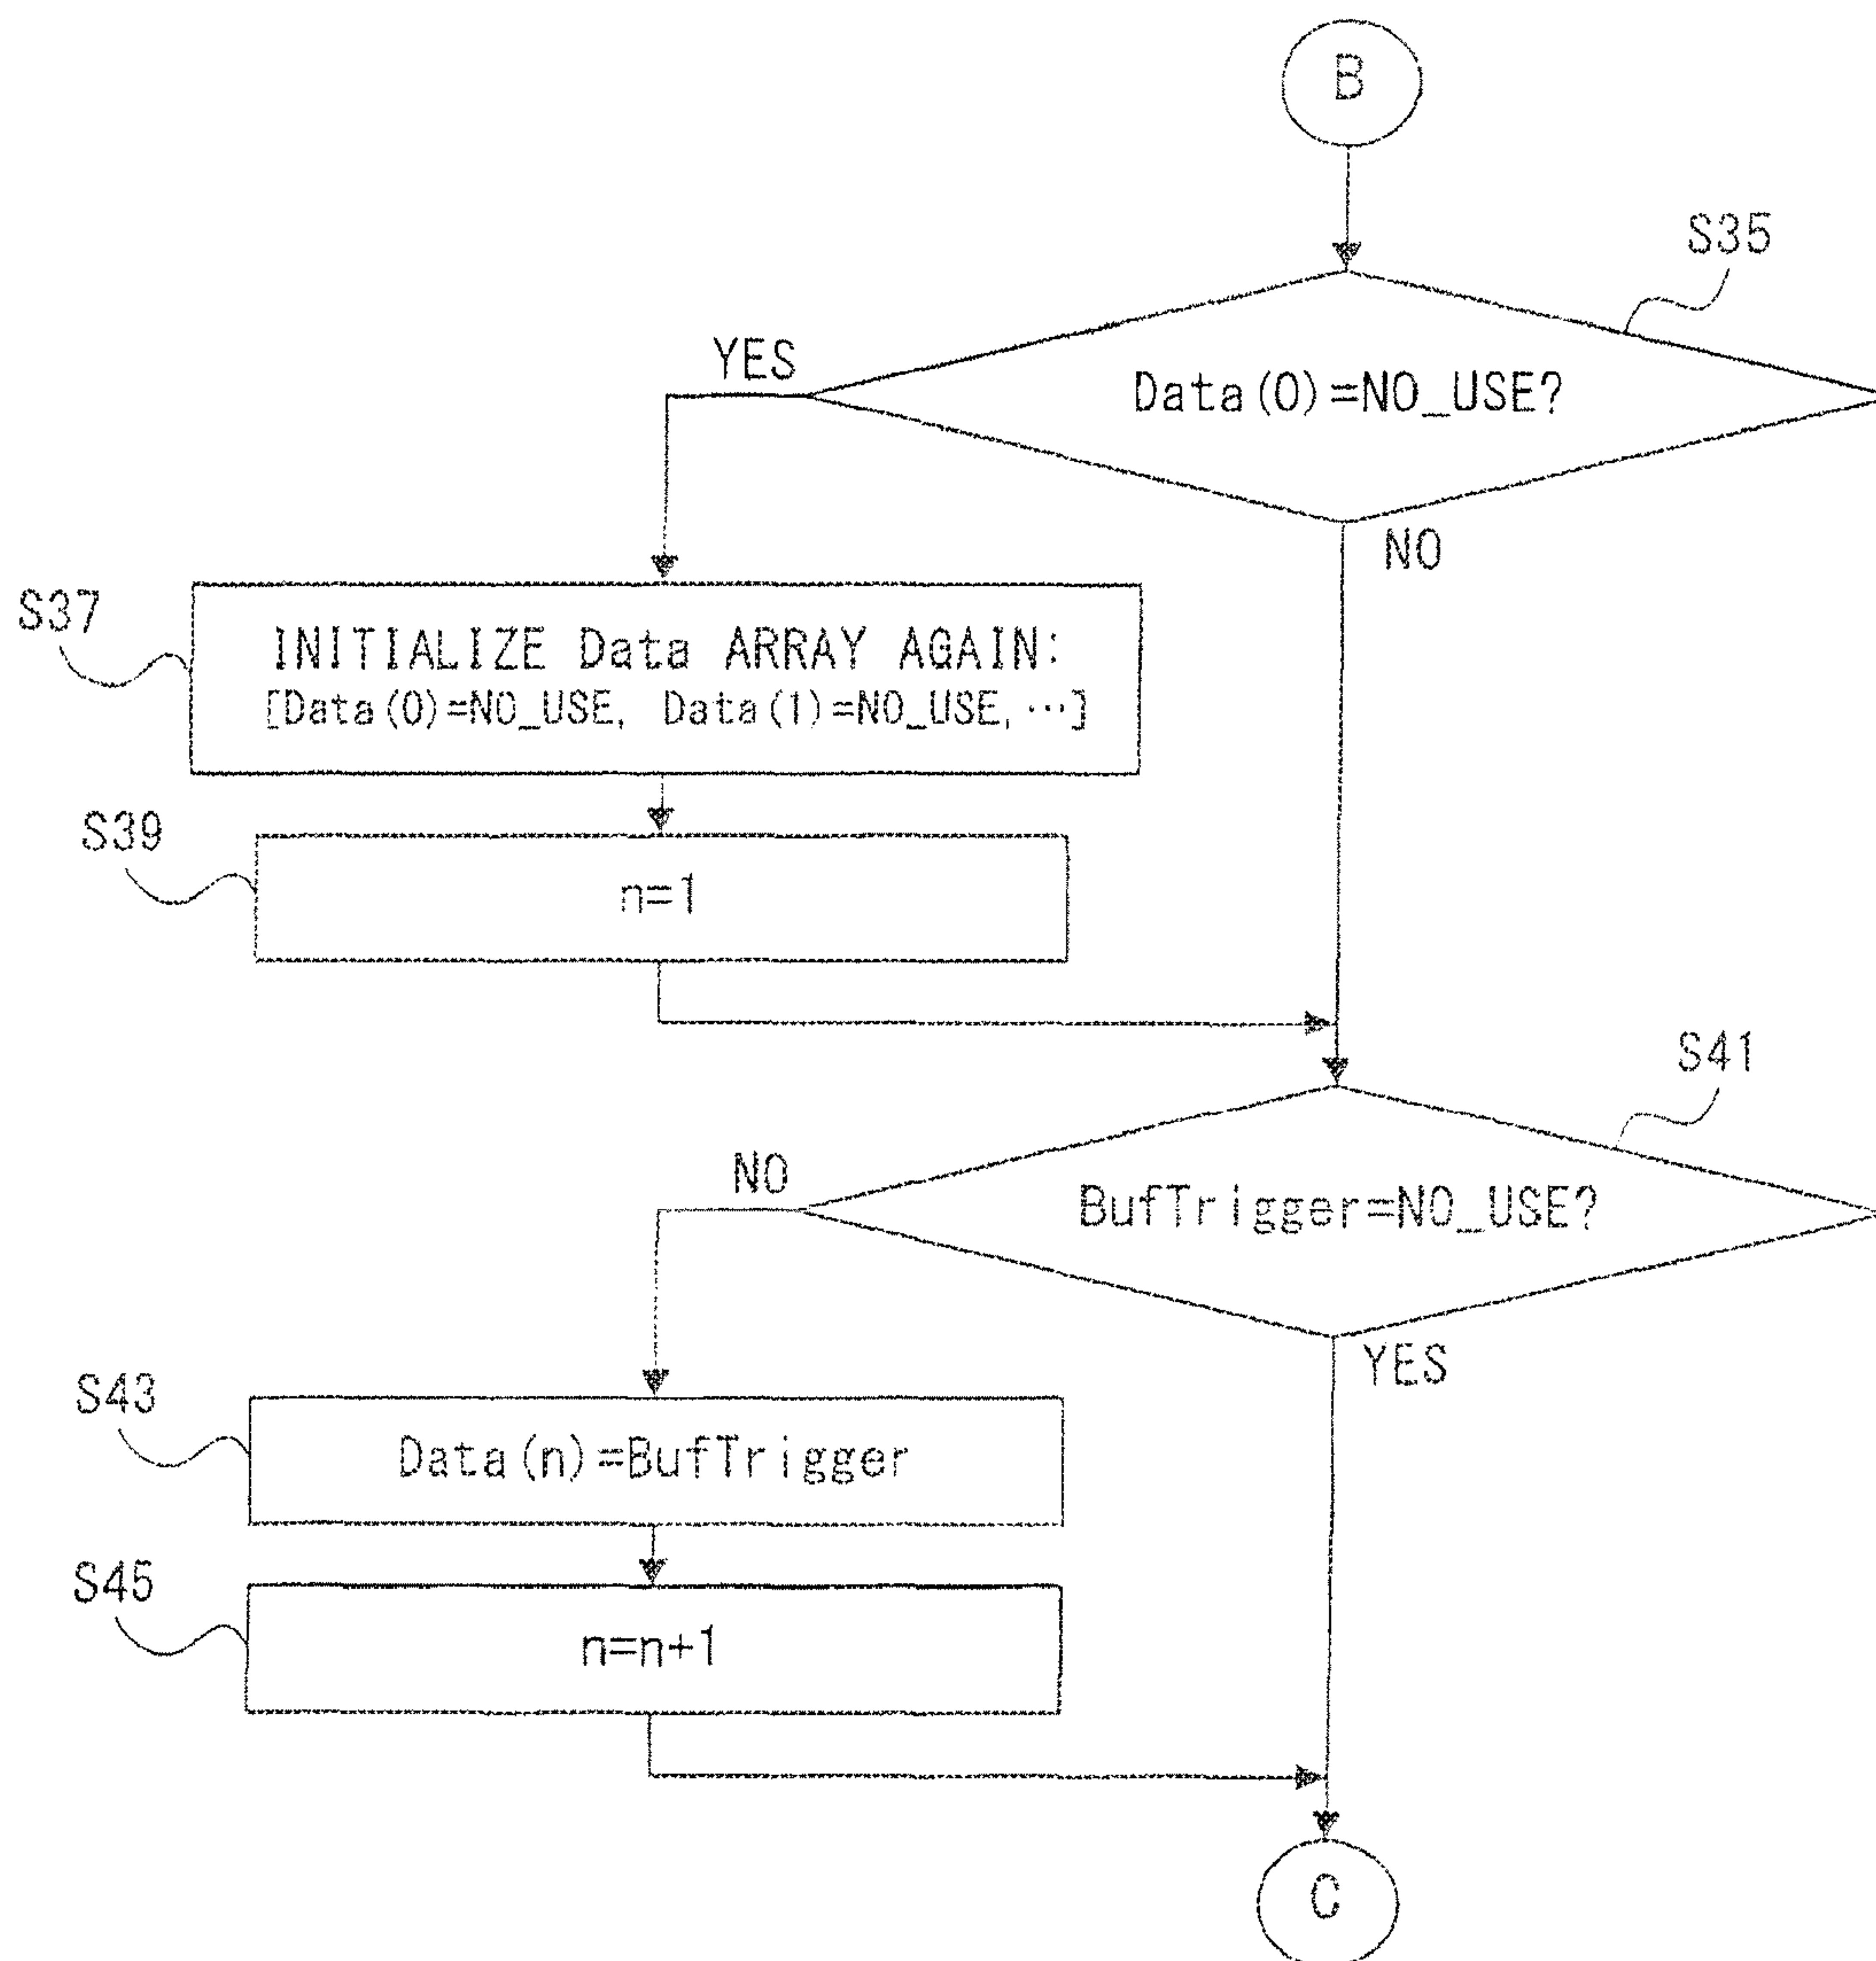 B
S35
YES
Data(0)=NO_USE?
NO
S37
INITIALIZE Data ARRAY AGAIN:
[Data(0)=NO_USE, Data(1)=NO_USE,…]
S39
n=1
S41
NO
BufTrigger=NO_USE?
YES
S43
Data(n)=BufTrigger
S45
n=n+1
C